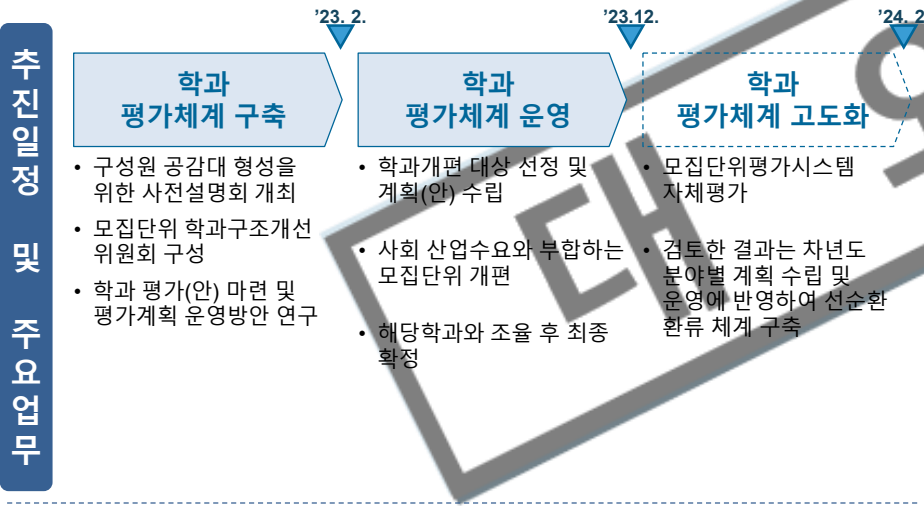 추진일정 및 주요업무
'23. 2.
'23.12.
'24. 2
학과
평가체계 구축
학과
평가체계 운영
학과
평가체계 고도화
• 구성원 공감대 형성을
위한 사전설명회 개최
• 모집단위 학과구조개선
위원회 구성
• 학과 평가(안) 마련 및
평가계획 운영방안 연구
• 학과개편 대상 선정 및
계획(안) 수립
• 사회 산업수요와 부합하는
모집단위 개편
• 해당학과와 조율 후 최종
확정
• 모집단위평가시스템
자체평가
• 검토한 결과는 차년도
분야별 계획 수립 및
운영에 반영하여 선순환
환류 체계 구축
대